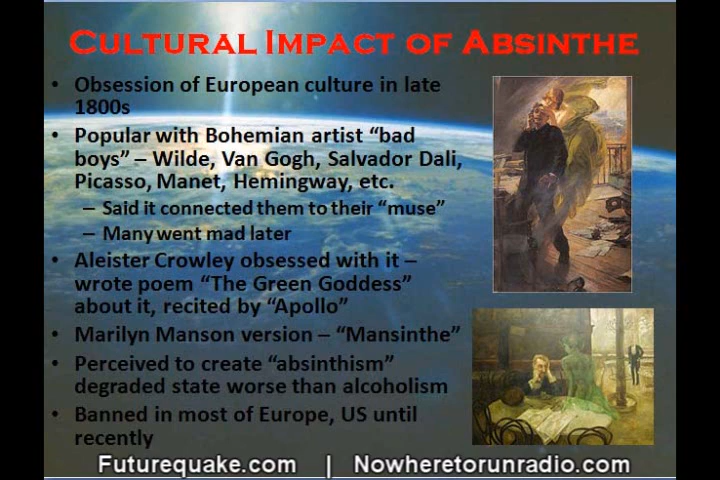 Cultural Impact of Absinthe
• Obsession of European culture in late
1800s
• Popular with Bohemian artist “bad
boys” – Wilde, Van Gogh, Salvador Dali,
Picasso, Manet, Hemingway, etc.
– Said it connected them to their “muse”
– Many went mad later
• Aleister Crowley obsessed with it –
wrote poem “The Green Goddess”
about it, recited by “Apollo”
• Marilyn Manson version – “Mansinthe”
• Perceived to create “absinthism”
degraded state worse than alcoholism
• Banned in most of Europe, US until
recently
Futurequake.com | Nowheretorunradio.com